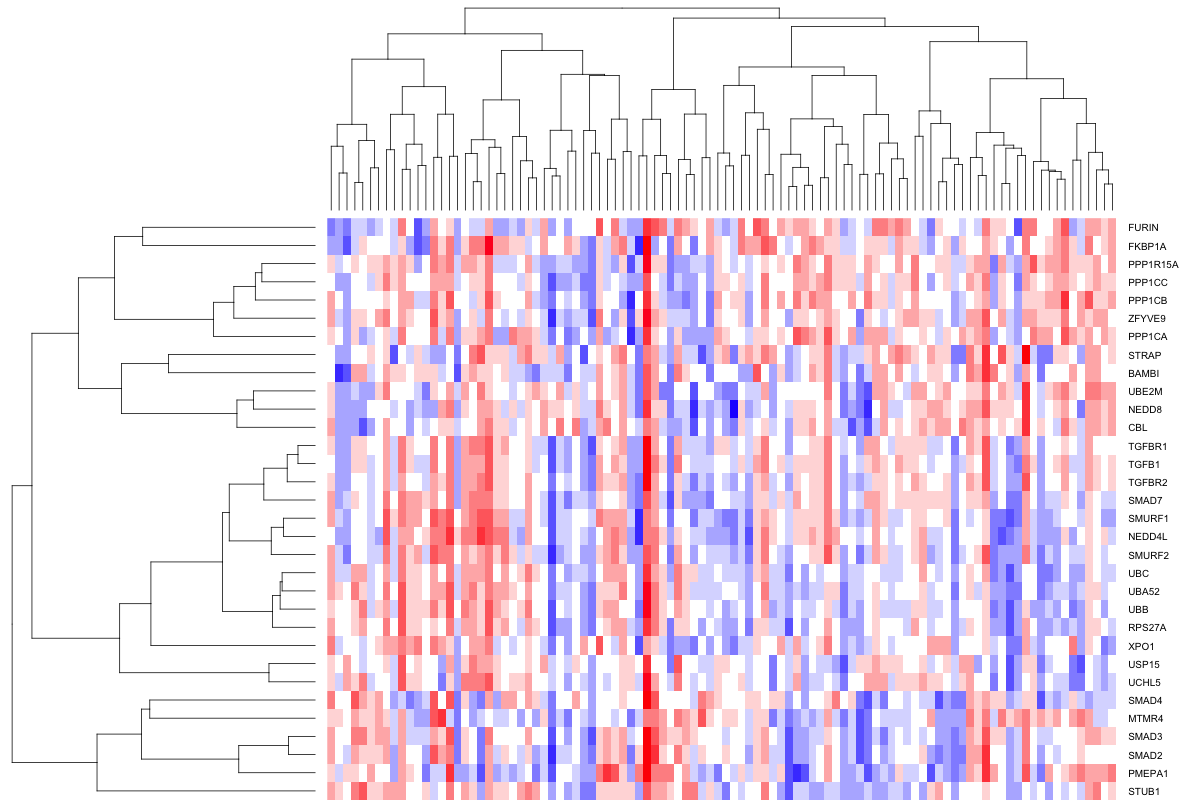 FURIN
FKBP1A
PPP1R15A
PPP1CC
PPP1CB
ZFYVE9
PPP1CA
STRAP
BAMBI
UBE2M
NEDD8
CBL
TGFBR1
TGFB1
TGFBR2
SMAD7
SMURF1
NEDD4L
SMURF2
UBC
UBA52
UBB
RPS27A
XPO1
USP15
UCHL5
SMAD4
MTMR4
SMAD3
SMAD2
PMEPA1
STUB1